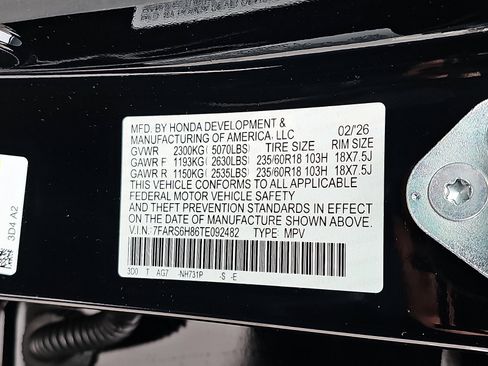 MFD. BY HONDA DEVELOPMENT &
MANUFACTURING OF AMERICA, LLC 02/'26
GVWR 2300KG( 5070LBS) TIRE SIZE RIM SIZE
GAWR F 1193KG( 2630LBS) 235/60R18 103H 18X7.5J
GAWR R 1150KG( 2535LBS) 235/60R18 103H 18X7.5J
THIS VEHICLE CONFORMS TO ALL APPLICABLE
FEDERAL MOTOR VEHICLE SAFETY
AND THEFT PREVENTION STANDARDS IN EFFECT
ON THE DATE OF MANUFACTURE SHOWN ABOVE.
V.I.N.: 7FARS6H86TE092482 TYPE: MPV
3D0 T AG7 -NH731P -S -E
3D4 A2